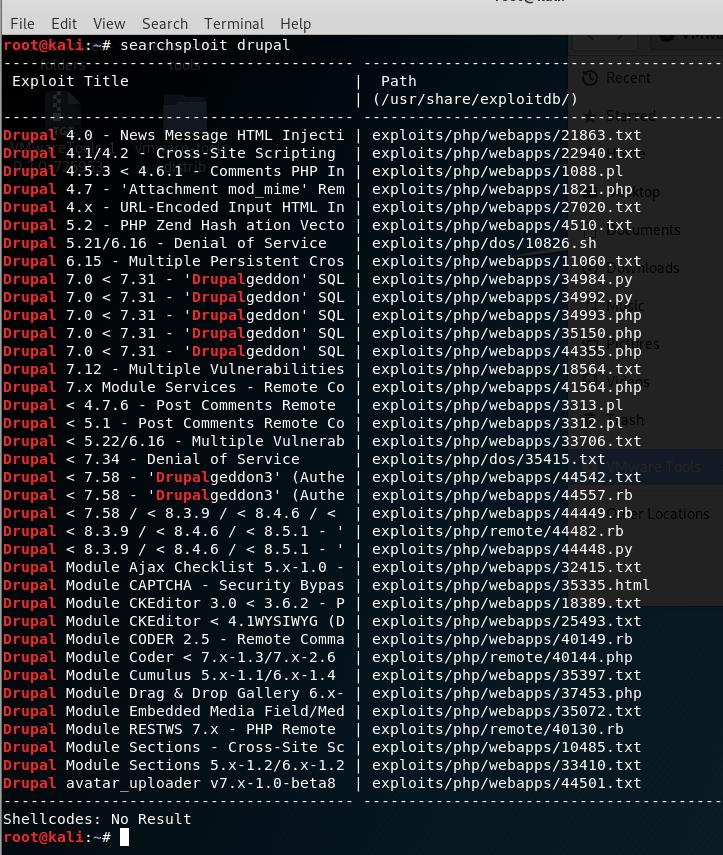 File Edit View Search Terminal Help
root@kali:~# searchsploit drupal
--------------------------------------- ----------------------------------------
 Exploit Title | Path
 | (/usr/share/exploitdb/)
--------------------------------------- ----------------------------------------
Drupal 4.0 - News Message HTML Injecti | exploits/php/webapps/21863.txt
Drupal 4.1/4.2 - Cross-Site Scripting | exploits/php/webapps/22940.txt
Drupal 4.5.3 < 4.6.1 - Comments PHP In | exploits/php/webapps/1088.pl
Drupal 4.7 - 'Attachment mod_mime' Rem | exploits/php/webapps/1821.php
Drupal 4.x - URL-Encoded Input HTML In | exploits/php/webapps/27020.txt
Drupal 5.2 - PHP Zend Hash ation Vecto | exploits/php/webapps/4510.txt
Drupal 5.21/6.16 - Denial of Service | exploits/php/dos/10826.sh
Drupal 6.15 - Multiple Persistent Cros | exploits/php/webapps/11060.txt
Drupal 7.0 < 7.31 - 'Drupalgeddon' SQL | exploits/php/webapps/34984.py
Drupal 7.0 < 7.31 - 'Drupalgeddon' SQL | exploits/php/webapps/34992.py
Drupal 7.0 < 7.31 - 'Drupalgeddon' SQL | exploits/php/webapps/34993.php
Drupal 7.0 < 7.31 - 'Drupalgeddon' SQL | exploits/php/webapps/35150.php
Drupal 7.0 < 7.31 - 'Drupalgeddon' SQL | exploits/php/webapps/44355.php
Drupal 7.12 - Multiple Vulnerabilities | exploits/php/webapps/18564.txt
Drupal 7.x Module Services - Remote Co | exploits/php/webapps/41564.php
Drupal < 4.7.6 - Post Comments Remote | exploits/php/webapps/3313.pl
Drupal < 5.1 - Post Comments Remote Co | exploits/php/webapps/3312.pl
Drupal < 5.22/6.16 - Multiple Vulnerab | exploits/php/webapps/33706.txt
Drupal < 7.34 - Denial of Service | exploits/php/dos/35415.txt
Drupal < 7.58 - 'Drupalgeddon3' (Authe | exploits/php/webapps/44542.txt
Drupal < 7.58 - 'Drupalgeddon3' (Authe | exploits/php/webapps/44557.rb
Drupal < 7.58 / < 8.3.9 / < 8.4.6 / < | exploits/php/webapps/44449.rb
Drupal < 8.3.9 / < 8.4.6 / < 8.5.1 - ' | exploits/php/remote/44482.rb
Drupal < 8.3.9 / < 8.4.6 / < 8.5.1 - ' | exploits/php/webapps/44448.py
Drupal Module Ajax Checklist 5.x-1.0 - | exploits/php/webapps/32415.txt
Drupal Module CAPTCHA - Security Bypas | exploits/php/webapps/35335.html
Drupal Module CKEditor 3.0 < 3.6.2 - P | exploits/php/webapps/18389.txt
Drupal Module CKEditor < 4.1WYSIWYG (D | exploits/php/webapps/25493.txt
Drupal Module CODER 2.5 - Remote Comma | exploits/php/webapps/40149.rb
Drupal Module Coder < 7.x-1.3/7.x-2.6 | exploits/php/remote/40144.php
Drupal Module Cumulus 5.x-1.1/6.x-1.4 | exploits/php/webapps/35397.txt
Drupal Module Drag & Drop Gallery 6.x- | exploits/php/webapps/37453.php
Drupal Module Embedded Media Field/Med | exploits/php/webapps/35072.txt
Drupal Module RESTWS 7.x - PHP Remote | exploits/php/remote/40130.rb
Drupal Module Sections - Cross-Site Sc | exploits/php/webapps/10485.txt
Drupal Module Sections 5.x-1.2/6.x-1.2 | exploits/php/webapps/33410.txt
Drupal avatar_uploader v7.x-1.0-beta8 | exploits/php/webapps/44501.txt
--------------------------------------- ----------------------------------------
Shellcodes: No Result
root@kali:~#
Recent
Starred
Documents
Downloads
Pictures
Videos
Trash
VMware Tools
Other Locations
folders
tools